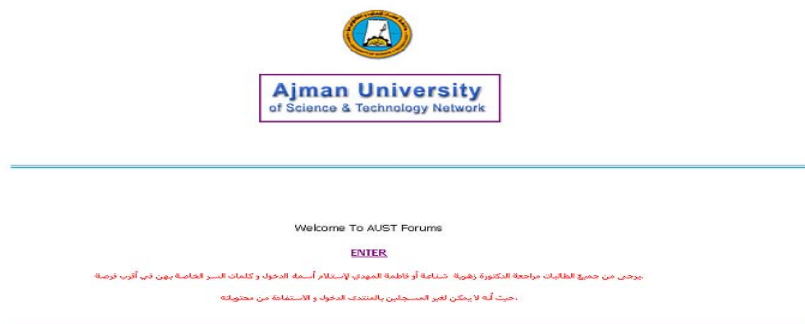 Ajman University
of Science & Technology Network
Welcome To AUST Forums
ENTER
يرجى من جميع الطالبات مراجعة الدكتورة زهرية شناعة أو فاطمة المهدي لإستلام أسماء الدخول و كلمات السر الخاصة بهن في أقرب فرصة.
حيث أنه لا يمكن لغير المسجلين بالمنتدى الدخول و الاستفادة من محتوياته.